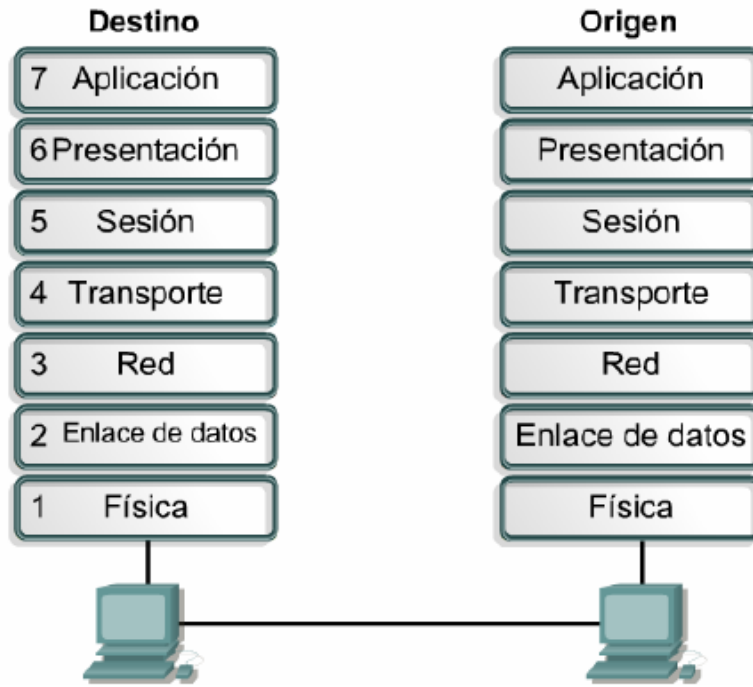 Destino Origen
7 Aplicación Aplicación
6 Presentación Presentación
5 Sesión Sesión
4 Transporte Transporte
3 Red Red
2 Enlace de datos Enlace de datos
1 Física Física